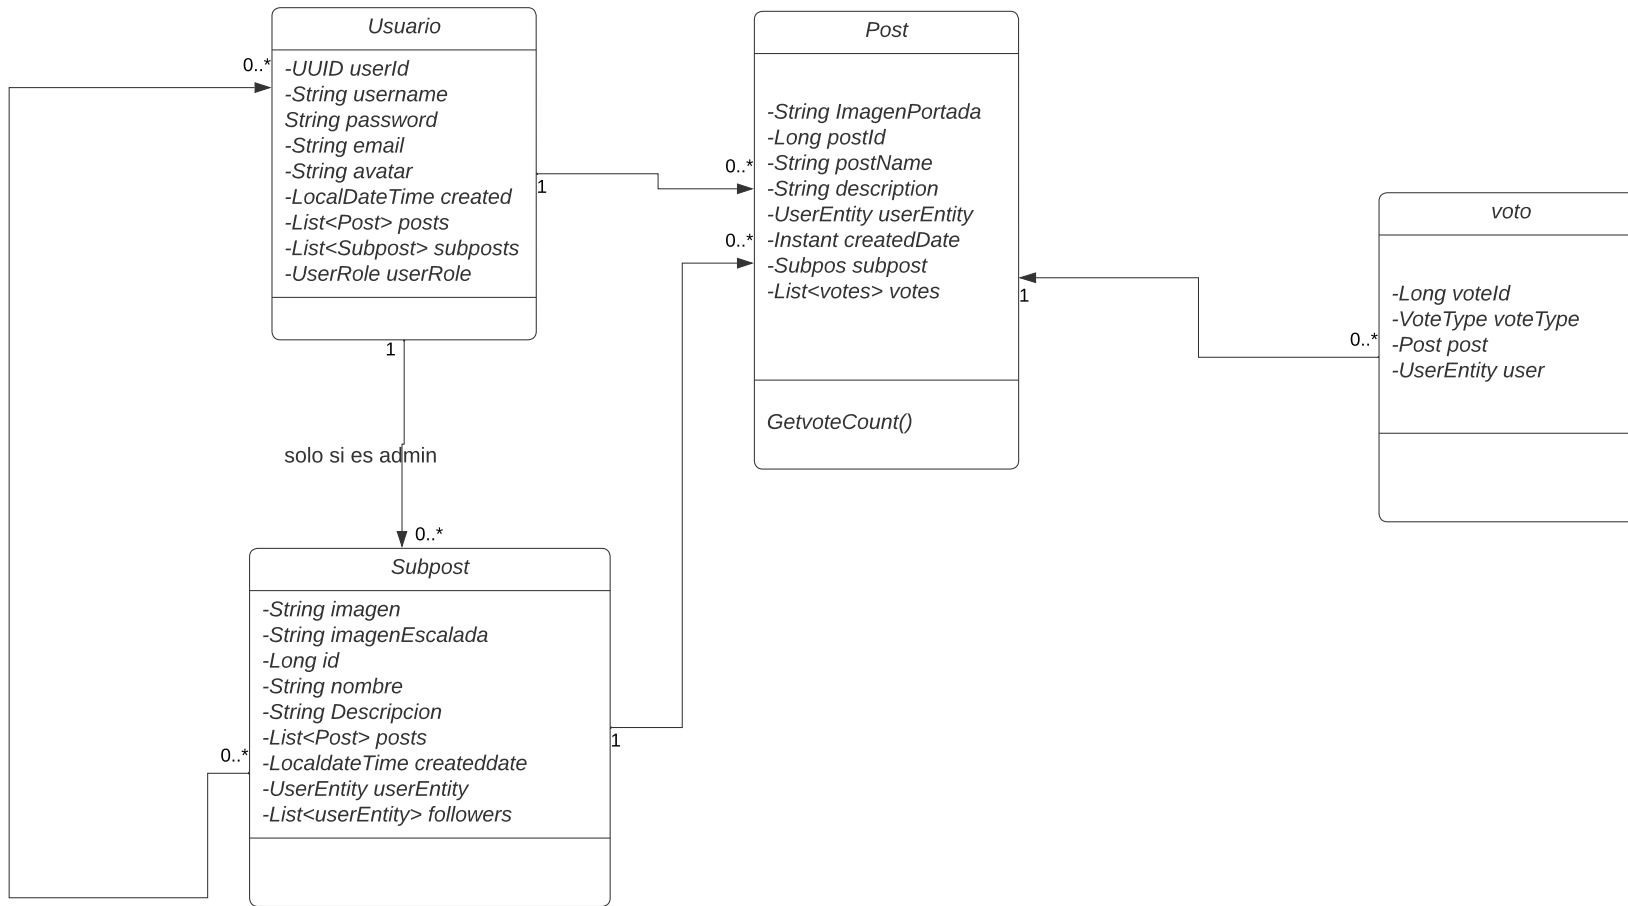 Usuario
0..*
-UUID userId
-String username
String password
-String email
-String avatar
-LocalDateTime created
-List<Post> posts
-List<Subpost> subposts
-UserRole userRole
1
1
solo si es admin
0..*
Post
-String ImagenPortada
-Long postId
0..*
-String postName
-String description
-UserEntity userEntity
0..*
-Instant createdDate
-Subpos subpost
-List<votes> votes
1
GetvoteCount()
voto
-Long voteId
-VoteType voteType
0..*
-Post post
-UserEntity user
Subpost
-String imagen
-String imagenEscalada
-Long id
-String nombre
-String Descripcion
-List<Post> posts
1
0..*
-LocaldateTime createddate
-UserEntity userEntity
-List<userEntity> followers